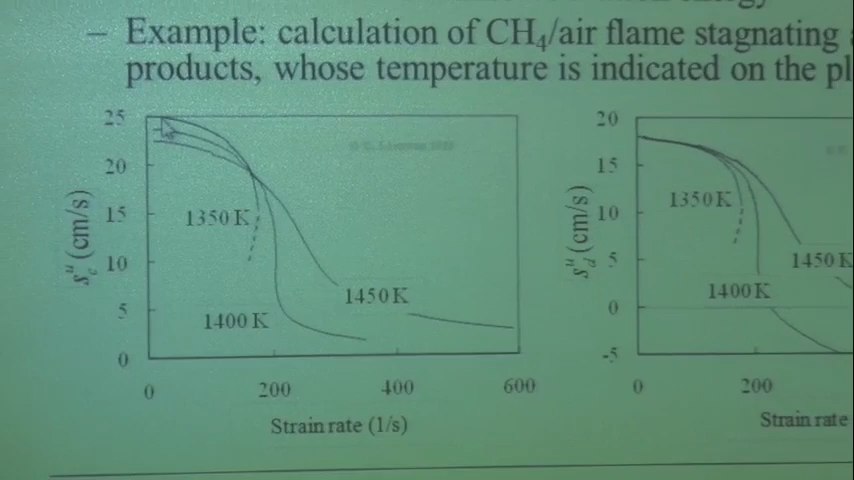 – Example: calculation of CH₄/air flame stagnating
products, whose temperature is indicated on the
25
20
15
10
5
0
s_c^u (cm/s)
1350 K
1400 K
1450 K
0 200 400 600
Strain rate (1/s)
20
15
10
5
0
-5
s_d^u (cm/s)
1350 K
1400 K
1450 K
0 200
Strain rate